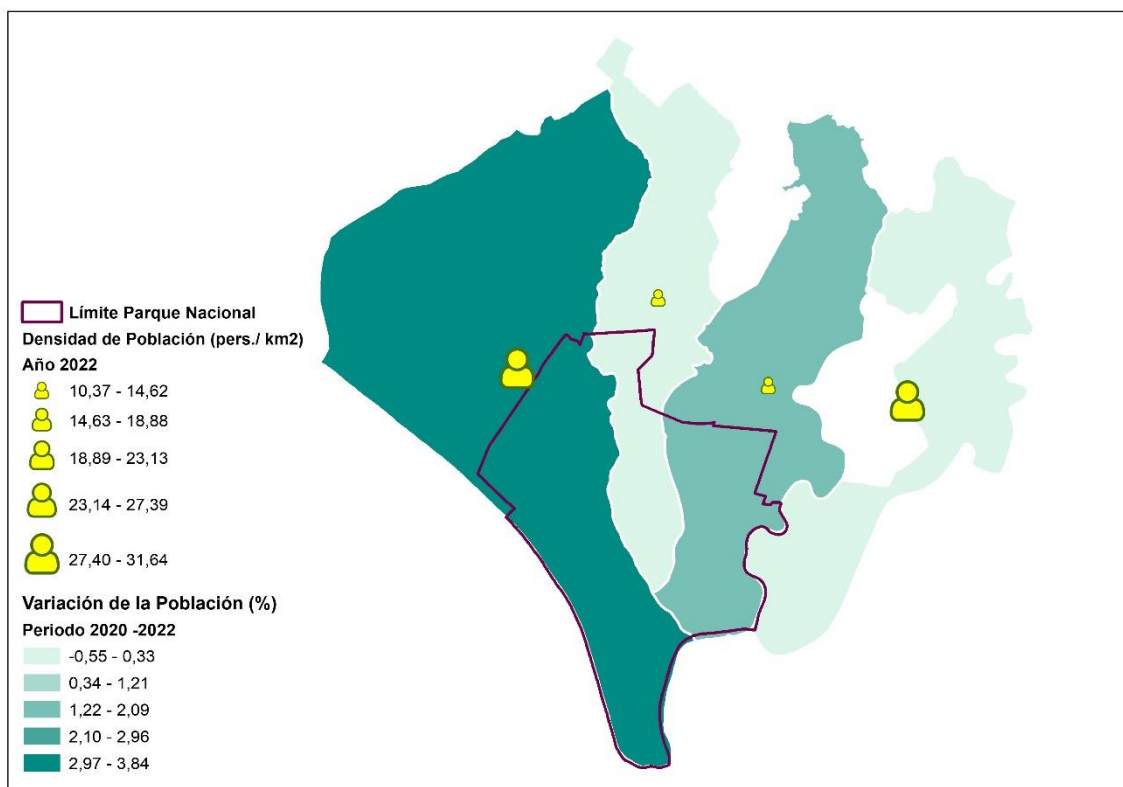 Límite Parque Nacional
Densidad de Población (pers./ km2)
Año 2022
10,37 - 14,62
14,63 - 18,88
18,89 - 23,13
23,14 - 27,39
27,40 - 31,64
Variación de la Población (%)
Periodo 2020 -2022
-0,55 - 0,33
0,34 - 1,21
1,22 - 2,09
2,10 - 2,96
2,97 - 3,84